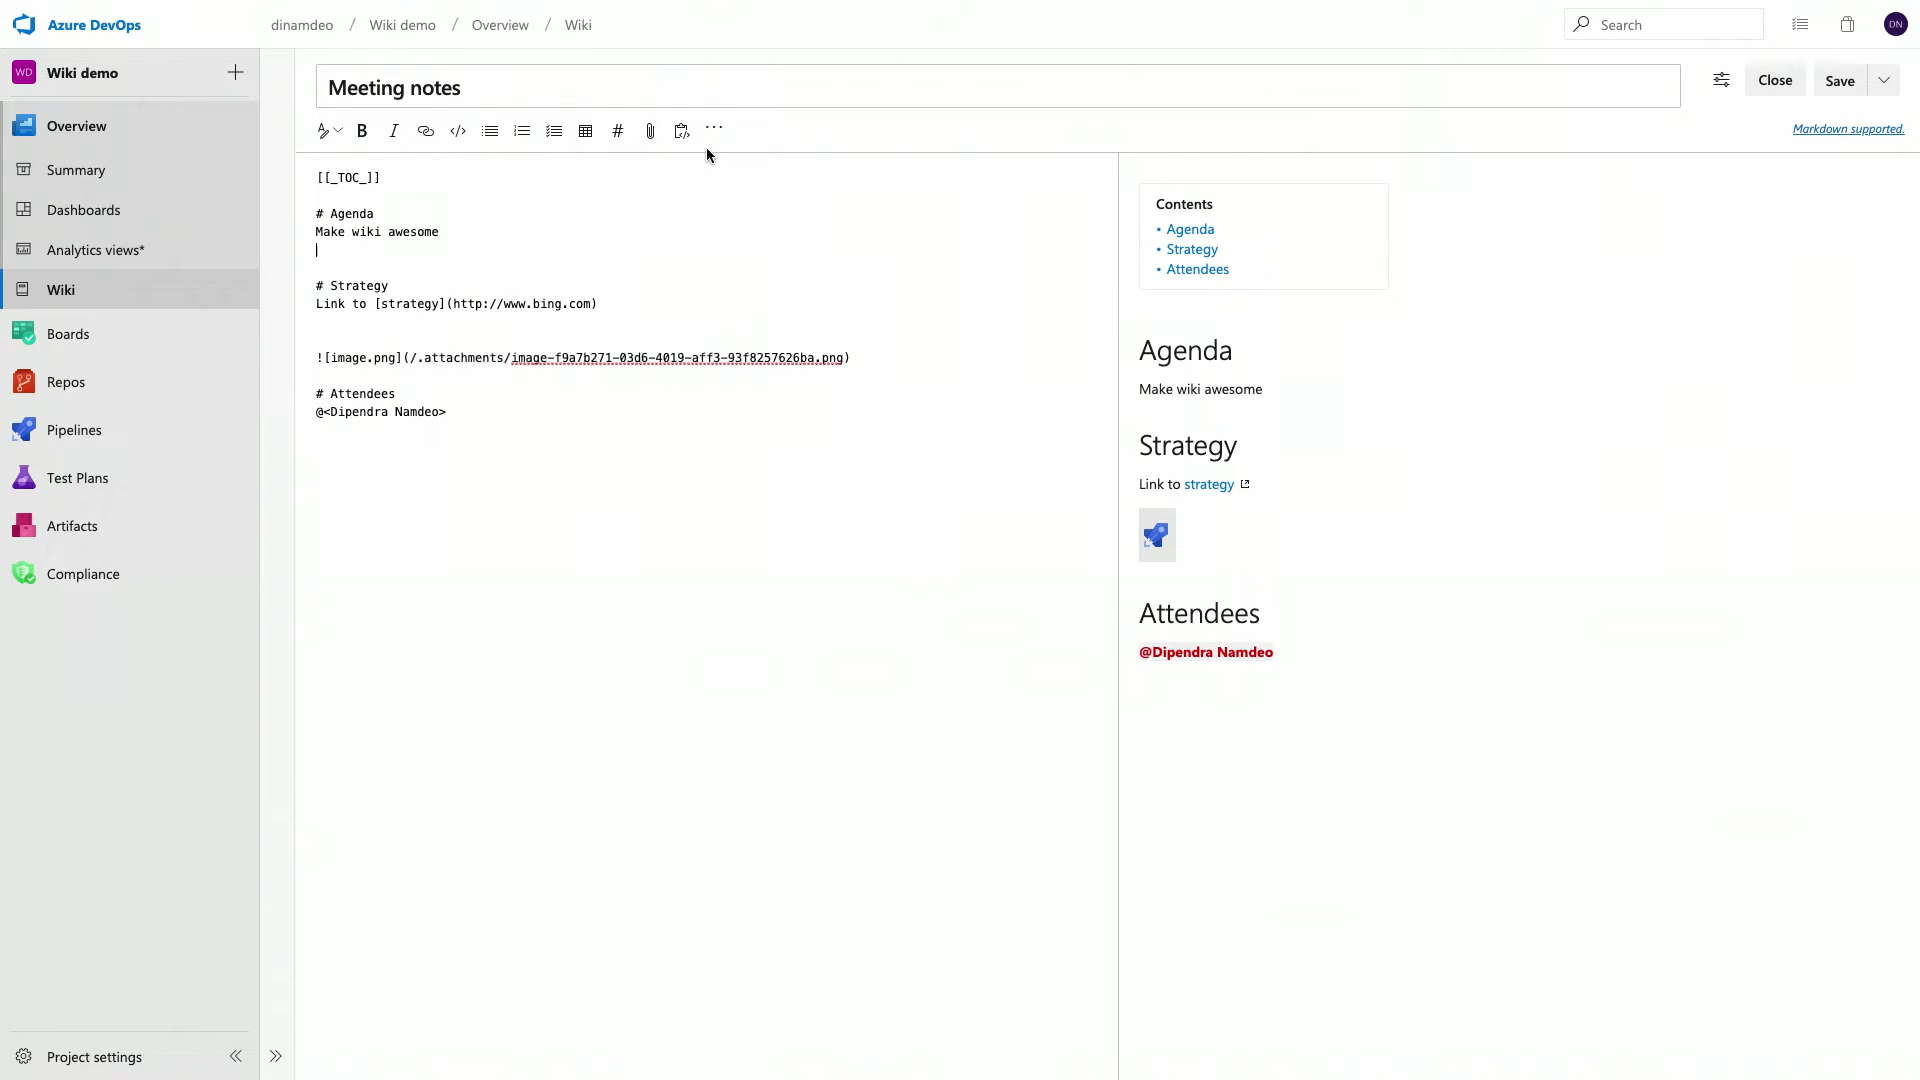 Azure DevOps
dinamdeo / Wiki demo / Overview / Wiki
Search
DN
WD Wiki demo
Overview
Summary
Dashboards
Analytics views*
Wiki
Boards
Repos
Pipelines
Test Plans
Artifacts
Compliance
Project settings
Meeting notes
Close
Save
B I </> # ...
Markdown supported.
[[_TOC_]]
# Agenda
Make wiki awesome
# Strategy
Link to [strategy](http://www.bing.com)
![image.png](/.attachments/image-f9a7b271-03d6-4019-aff3-93f8257626ba.png)
# Attendees
@<Dipendra Namdeo>
Contents
• Agenda
• Strategy
• Attendees
Agenda
Make wiki awesome
Strategy
Link to strategy
Attendees
@Dipendra Namdeo